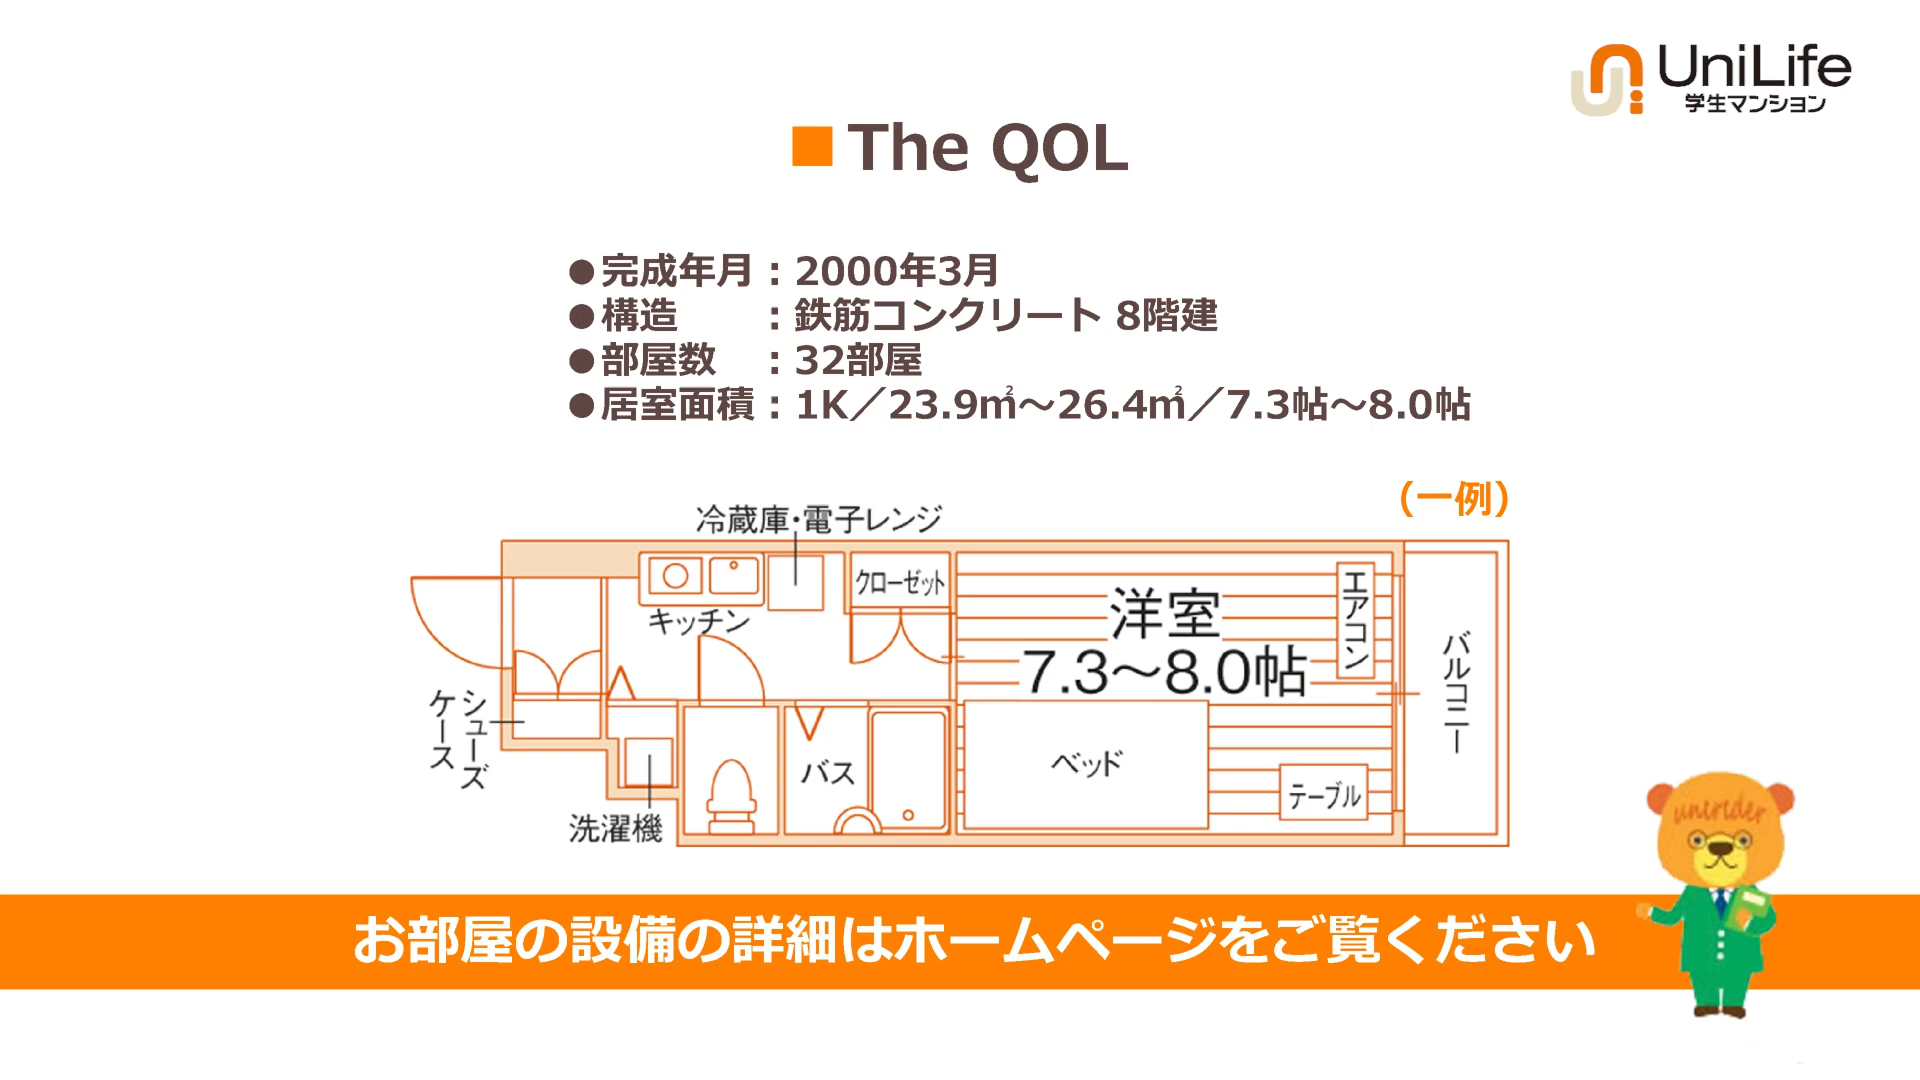 UniLife
学生マンション
■The QOL
●完成年月：2000年3月
●構造　　：鉄筋コンクリート 8階建
●部屋数　：32部屋
●居室面積：1K／23.9㎡～26.4㎡／7.3帖～8.0帖
（一例）
冷蔵庫・電子レンジ
クローゼット
キッチン
洋室
7.3～8.0帖
エアコン
バルコニー
シューズ
ケース
洗濯機
バス
ベッド
テーブル
unirider
お部屋の設備の詳細はホームページをご覧ください